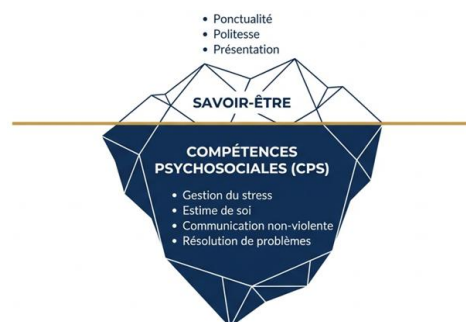 • Ponctualité
• Politesse
• Présentation
SAVOIR-ÊTRE
COMPÉTENCES
PSYCHOSOCIALES (CPS)
• Gestion du stress
• Estime de soi
• Communication non-violente
• Résolution de problèmes